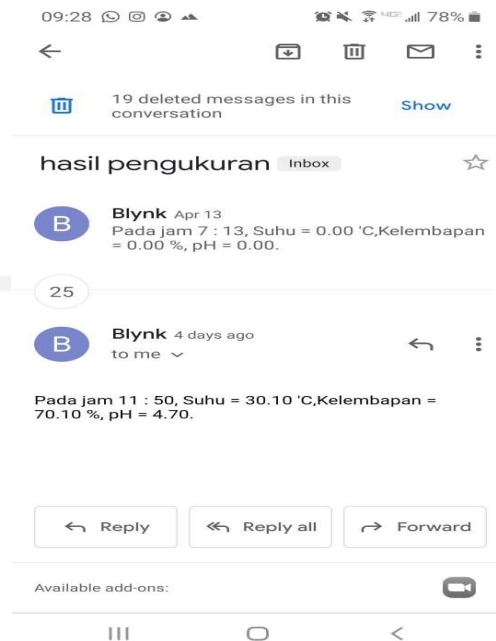 09:28 4G 78%
19 deleted messages in this
conversation
Show
hasil pengukuran Inbox
B
Blynk Apr 13
Pada jam 7 : 13, Suhu = 0.00 'C,Kelembapan
= 0.00 %, pH = 0.00.
25
B
Blynk 4 days ago
to me
Pada jam 11 : 50, Suhu = 30.10 'C,Kelembapan =
70.10 %, pH = 4.70.
Reply
Reply all
Forward
Available add-ons: